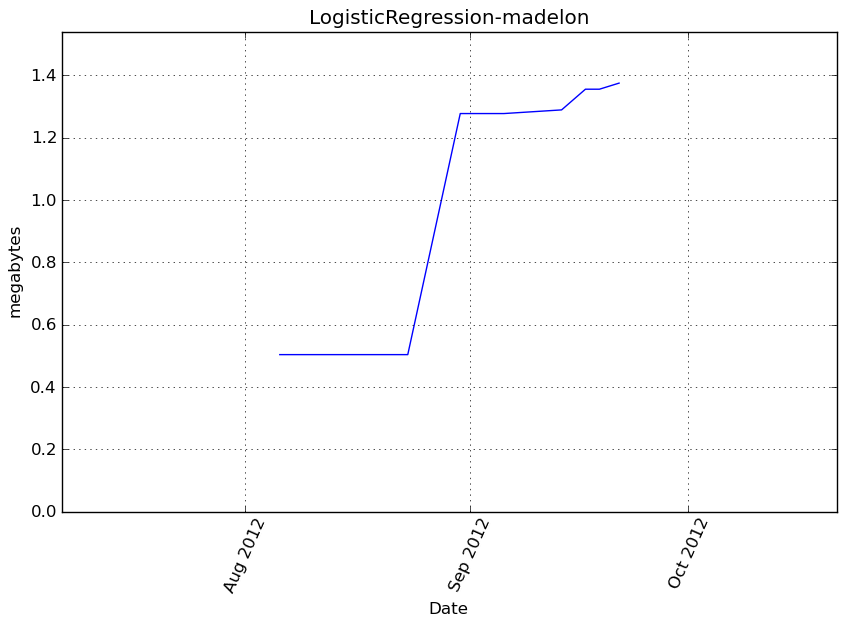 LogisticRegression-madelon
megabytes
1.4
1.2
1.0
0.8
0.6
0.4
0.2
0.0
Aug 2012
Sep 2012
Oct 2012
Date